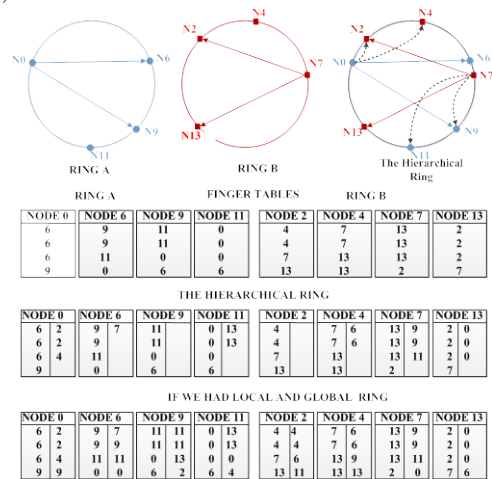 )
N4
N4
N2
N2
N0
N6
N0
N6
N7
N7
N9
N13
N13
N9
N11
N11
RING A
RING B
The Hierarchical
Ring
RING A FINGER TABLES RING B
NODE 0 NODE 6 NODE 9 NODE 11 NODE 2 NODE 4 NODE 7 NODE 13
6 9 11 0 4 7 13 2
6 9 11 0 4 7 13 2
6 11 0 0 7 13 13 2
9 0 6 6 13 13 2 7
THE HIERARCHICAL RING
NODE 0 NODE 6 NODE 9 NODE 11 NODE 2 NODE 4 NODE 7 NODE 13
6 2 9 7 11 0 13 4 7 6 13 9 2 0
6 2 9 11 0 13 4 7 6 13 9 2 0
6 4 11 0 0 7 13 13 11 2 0
9 0 6 6 13 13 2 7
IF WE HAD LOCAL AND GLOBAL RING
NODE 0 NODE 6 NODE 9 NODE 11 NODE 2 NODE 4 NODE 7 NODE 13
6 2 9 7 11 11 0 13 4 4 7 6 13 9 2 0
6 2 9 9 11 11 0 13 4 4 7 6 13 9 2 0
6 4 11 11 0 13 0 0 7 6 13 9 13 11 2 0
9 9 0 0 6 2 6 4 13 11 13 13 2 0 7 6